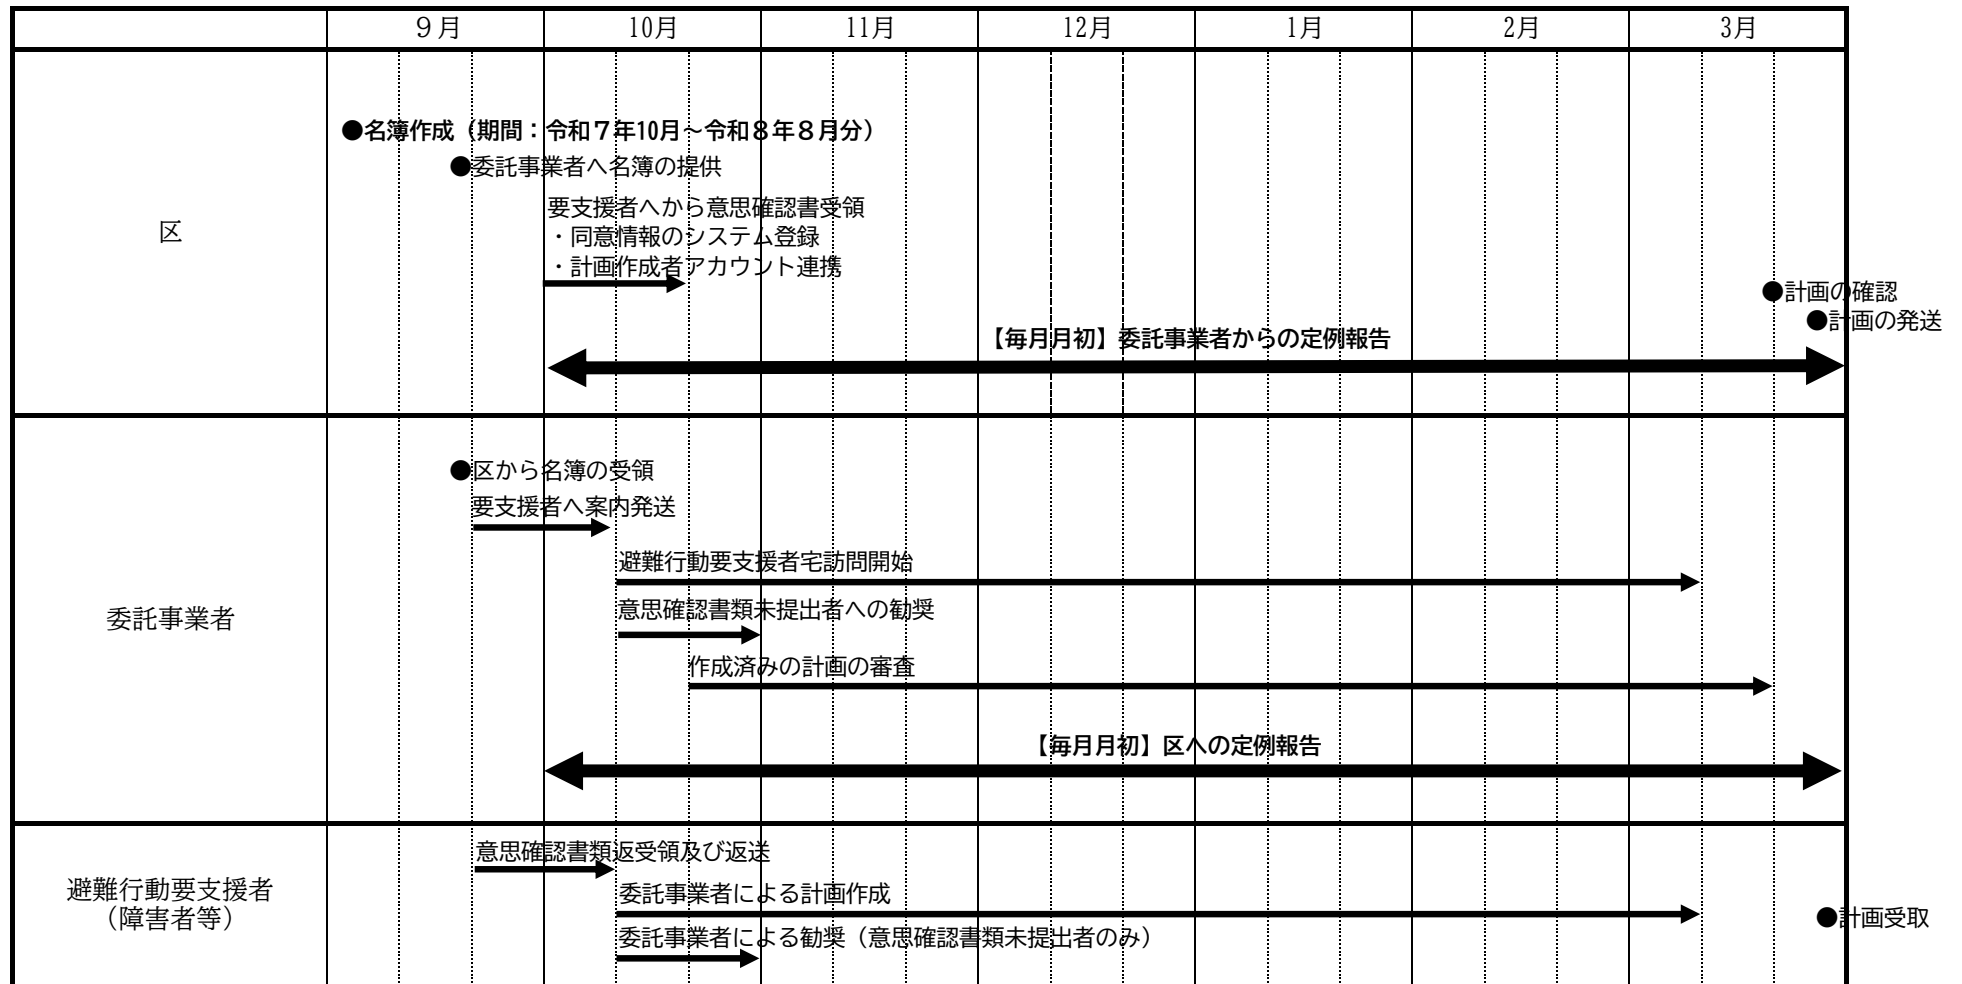 ９月 10月 11月 12月 1月 2月 3月
区
●名簿作成（期間：令和７年10月～令和８年８月分）
●委託事業者へ名簿の提供
要支援者へから意思確認書受領
・同意情報のシステム登録
・計画作成者アカウント連携
●計画の確認
●計画の発送
【毎月月初】委託事業者からの定例報告
委託事業者
●区から名簿の受領
要支援者へ案内発送
避難行動要支援者宅訪問開始
意思確認書類未提出者への勧奨
作成済みの計画の審査
【毎月月初】区への定例報告
避難行動要支援者
（障害者等）
意思確認書類返受領及び返送
委託事業者による計画作成
●計画受取
委託事業者による勧奨（意思確認書類未提出者のみ）